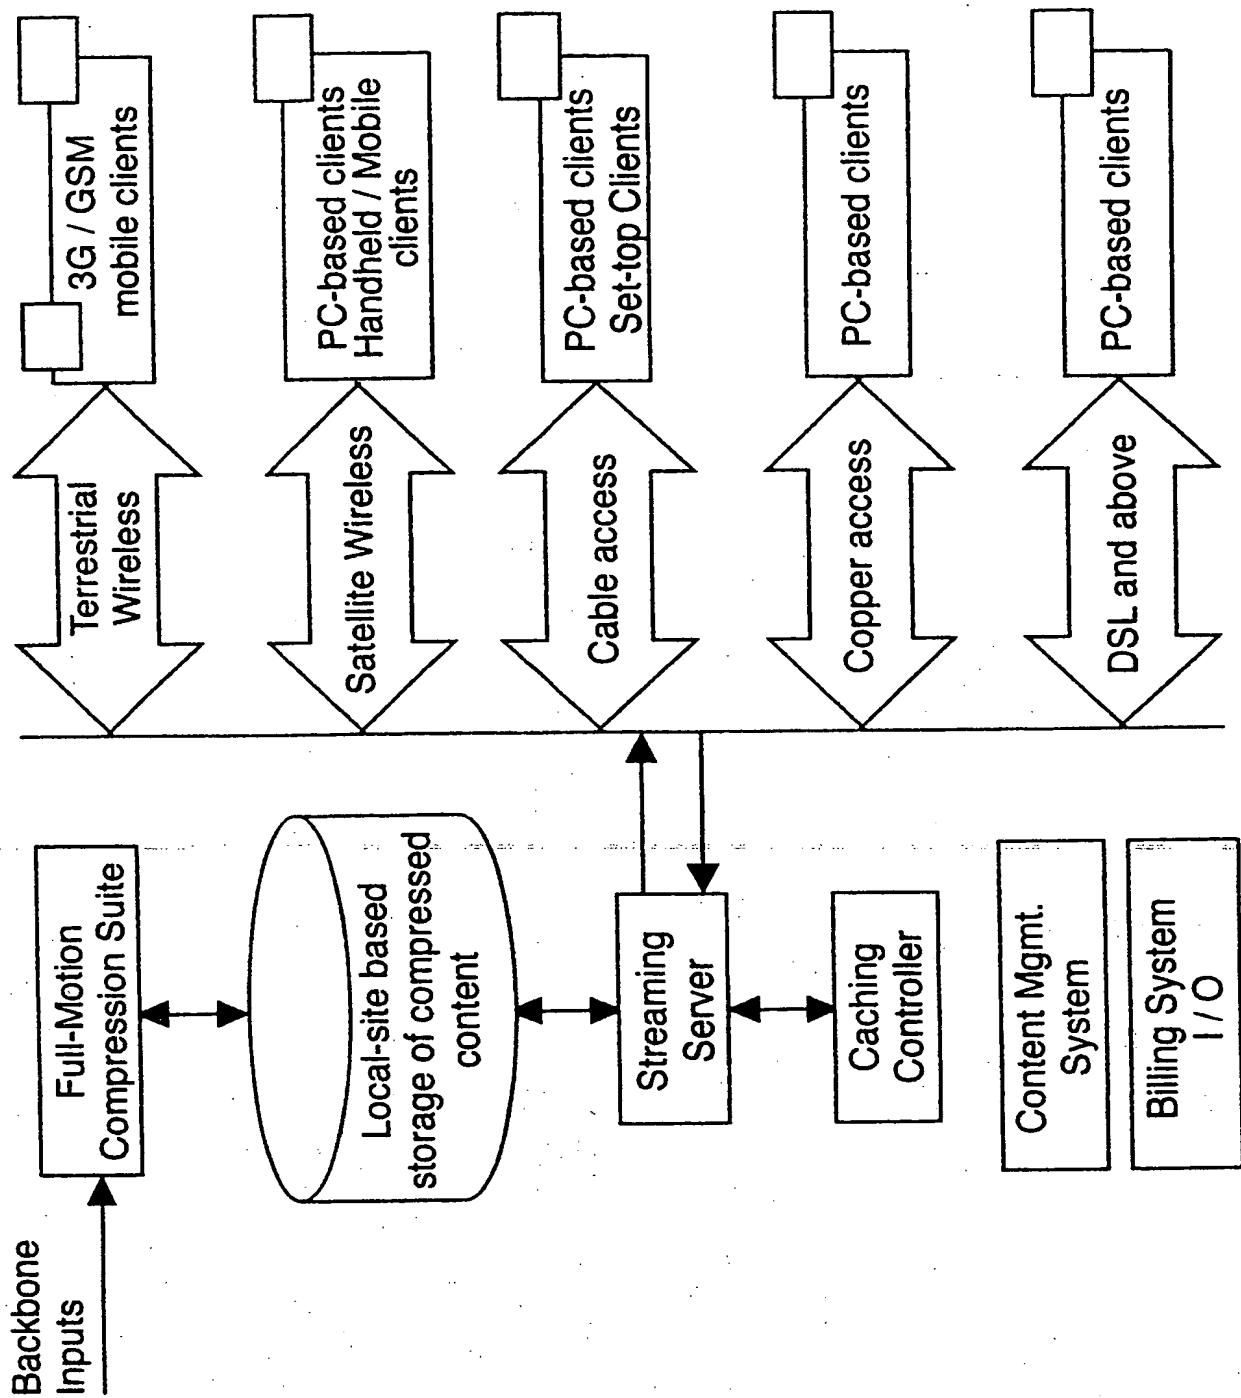 Backbone
Inputs
Full-Motion
Compression Suite
Local-site based
storage of compressed
content
Streaming
Server
Caching
Controller
Content Mgmt.
System
Billing System
I / O
Terrestrial
Wireless
Satellite Wireless
Cable access
Copper access
DSL and above
3G / GSM
mobile clients
PC-based clients
Handheld / Mobile
clients
PC-based clients
Set-top Clients
PC-based clients
PC-based clients